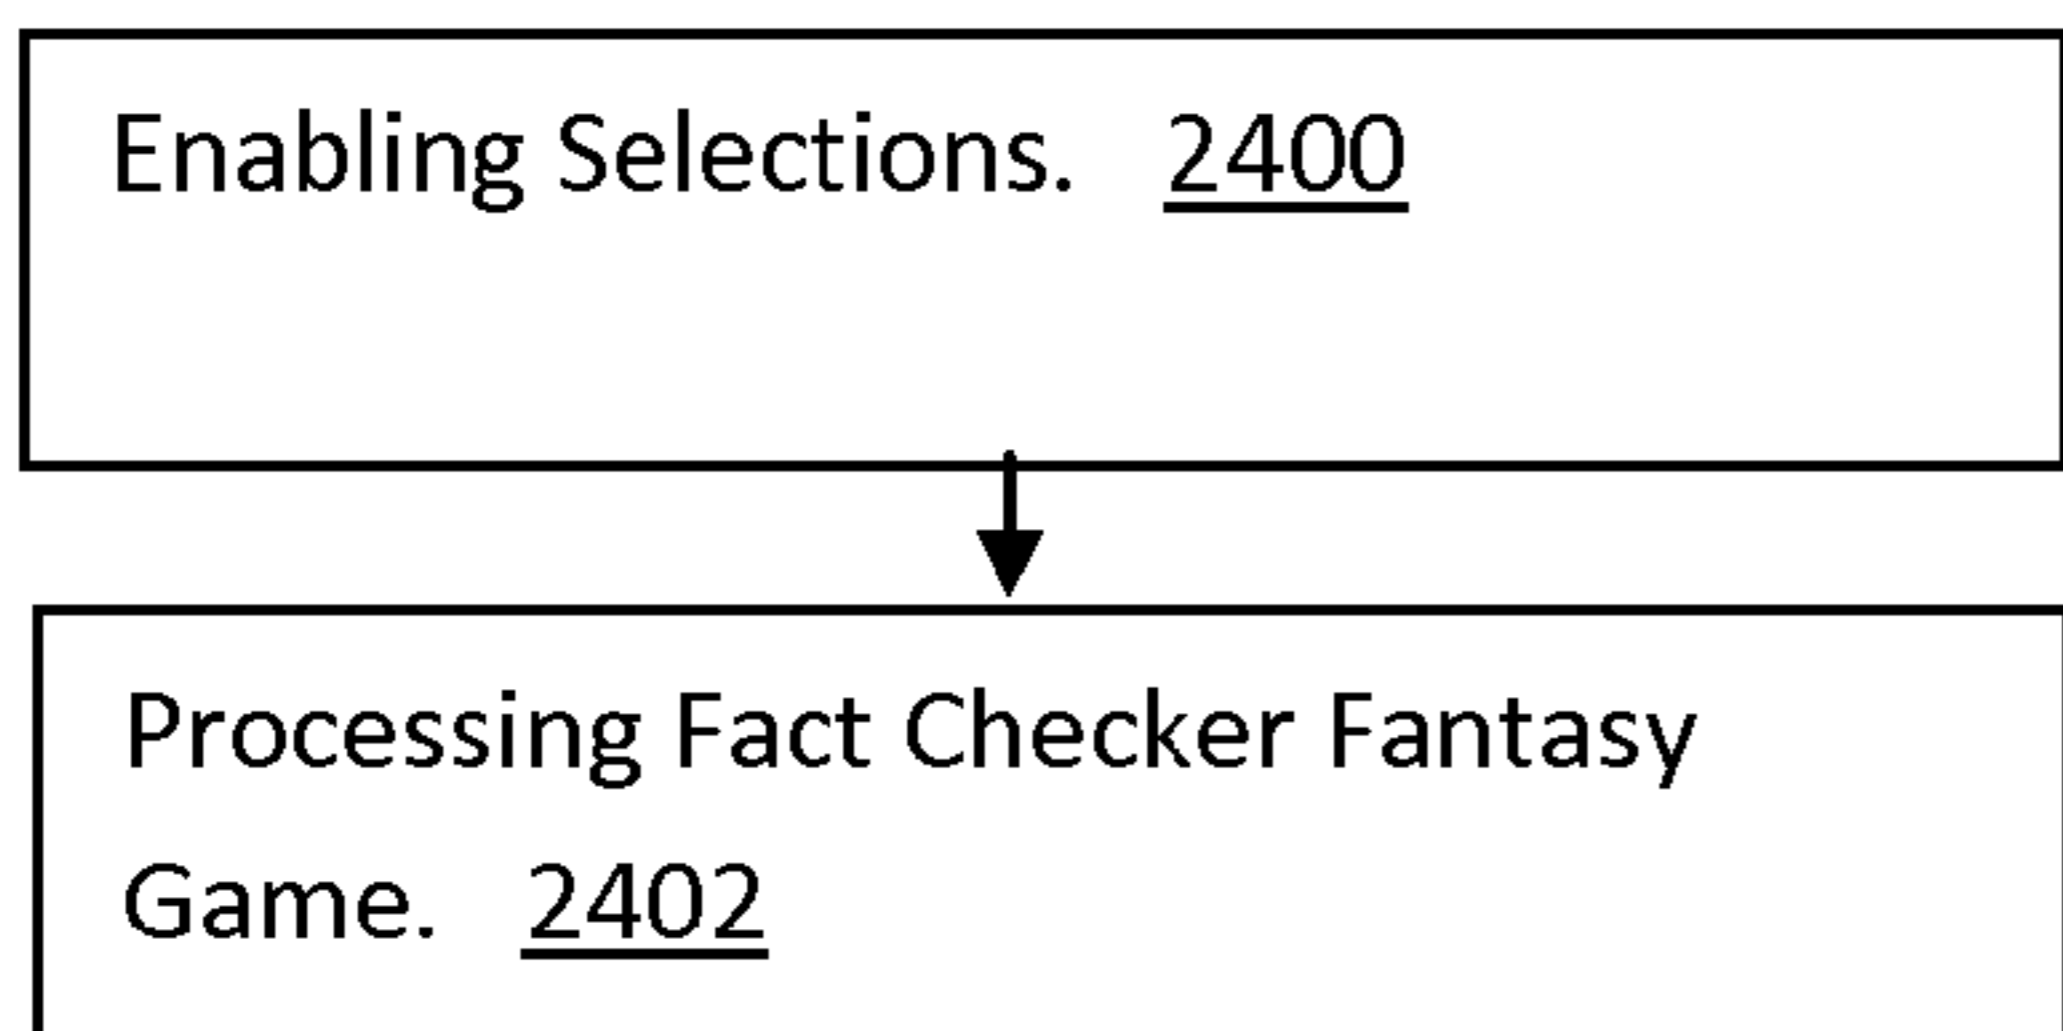 Enabling Selections. 2400
Processing Fact Checker Fantasy
Game. 2402